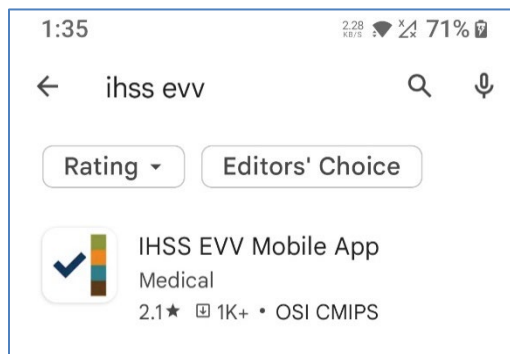 1:35 2.28 KB/S 71%
ihss evv
Rating Editors' Choice
IHSS EVV Mobile App
Medical
2.1★ 1K+ • OSI CMIPS